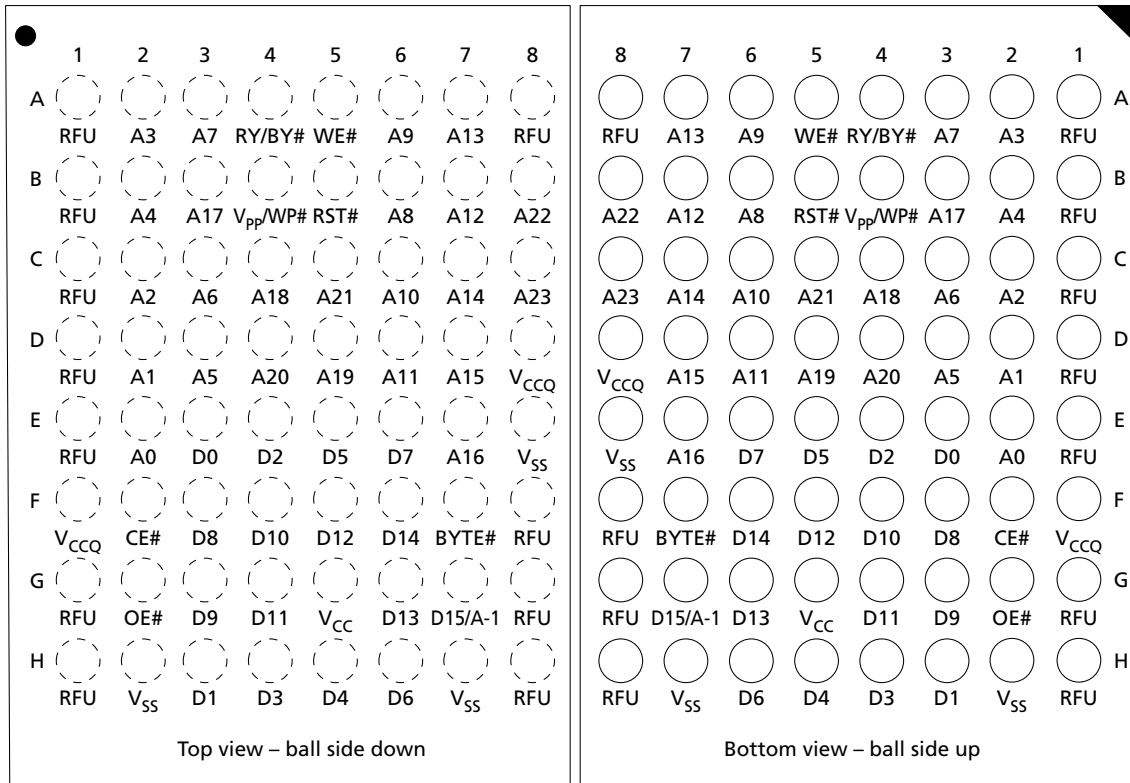 1 2 3 4 5 6 7 8
A
RFU A3 A7 RY/BY# WE# A9 A13 RFU
B
RFU A4 A17 VPP/WP# RST# A8 A12 A22
C
RFU A2 A6 A18 A21 A10 A14 A23
D
RFU A1 A5 A20 A19 A11 A15 VCCQ
E
RFU A0 D0 D2 D5 D7 A16 VSS
F
VCCQ CE# D8 D10 D12 D14 BYTE# RFU
G
RFU OE# D9 D11 VCC D13 D15/A-1 RFU
H
RFU VSS D1 D3 D4 D6 VSS RFU
Top view – ball side down
8 7 6 5 4 3 2 1
A
RFU A13 A9 WE# RY/BY# A7 A3 RFU
B
A22 A12 A8 RST# VPP/WP# A17 A4 RFU
C
A23 A14 A10 A21 A18 A6 A2 RFU
D
VCCQ A15 A11 A19 A20 A5 A1 RFU
E
VSS A16 D7 D5 D2 D0 A0 RFU
F
RFU BYTE# D14 D12 D10 D8 CE# VCCQ
G
RFU D15/A-1 D13 VCC D11 D9 OE# RFU
H
RFU VSS D6 D4 D3 D1 VSS RFU
Bottom view – ball side up